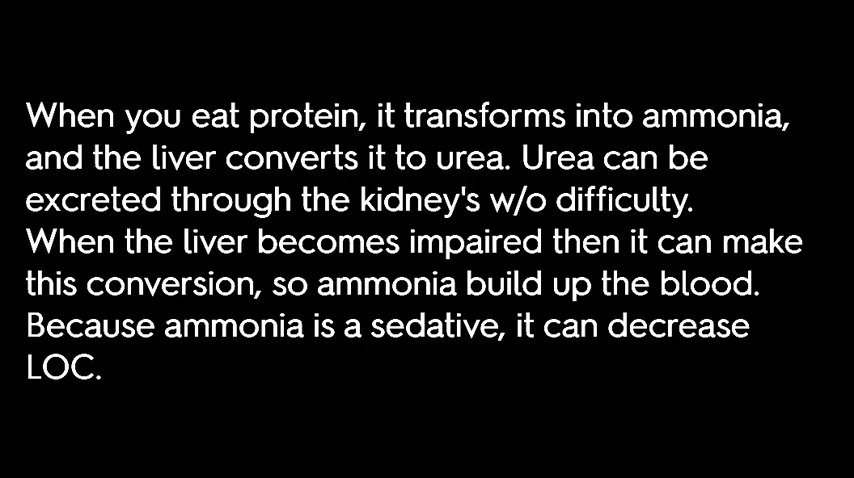 When you eat protein, it transforms into ammonia,
and the liver converts it to urea. Urea can be
excreted through the kidney's w/o difficulty.
When the liver becomes impaired then it can make
this conversion, so ammonia build up the blood.
Because ammonia is a sedative, it can decrease
LOC.